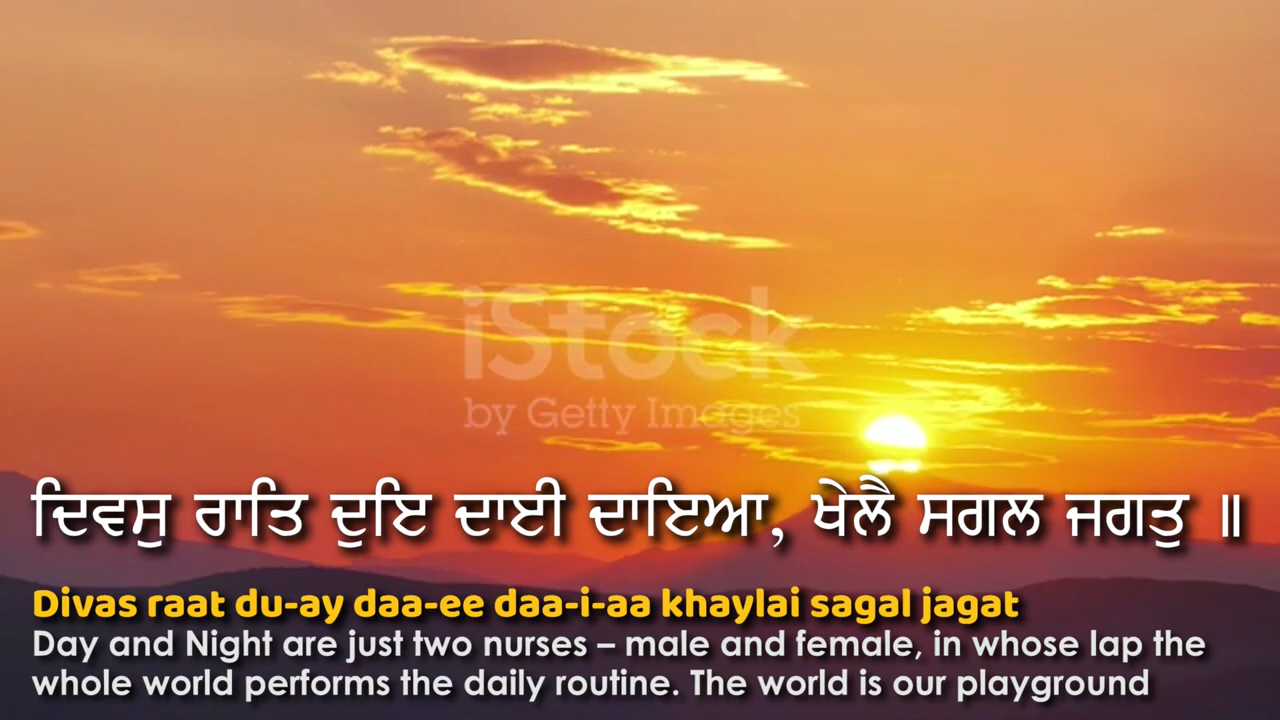 iStock
by Getty Images
ਦਿਵਸੁ ਰਾਤਿ ਦੁਇ ਦਾਈ ਦਾਇਆ, ਖੇਲੈ ਸਗਲ ਜਗਤੁ ॥
Divas raat du-ay daa-ee daa-i-aa khaylai sagal jagat
Day and Night are just two nurses – male and female, in whose lap the
whole world performs the daily routine. The world is our playground